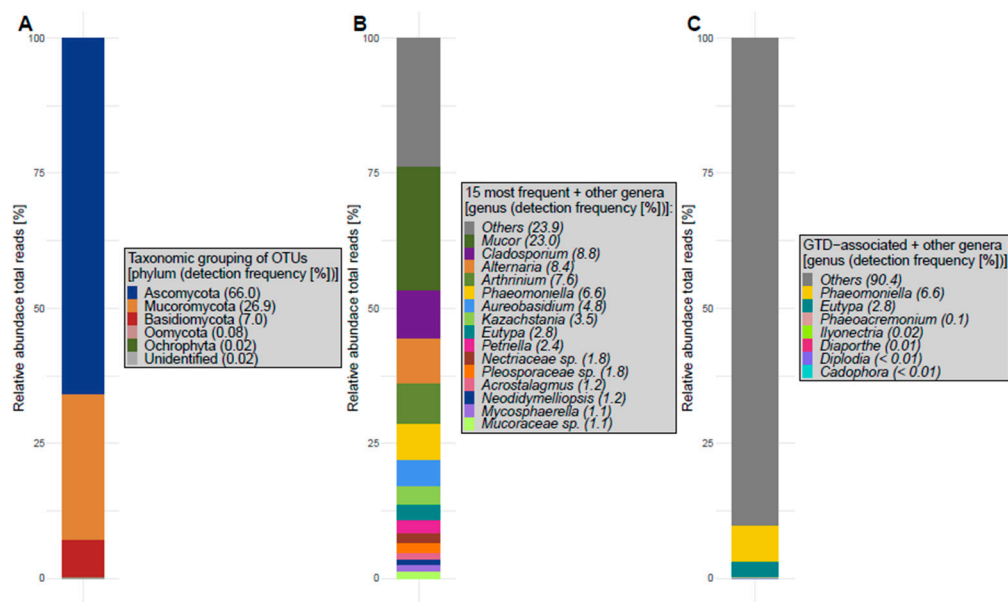 A
Relative abundace total reads [%]
100
75
50
25
0
Taxonomic grouping of OTUs
[phylum (detection frequency [%])]
Ascomycota (66.0)
Mucoromycota (26.9)
Basidiomycota (7.0)
Oomycota (0.08)
Ochrophyta (0.02)
Unidentified (0.02)
B
Relative abundace total reads [%]
100
75
50
25
0
15 most frequent + other genera
[genus (detection frequency [%])]:
Others (23.9)
Mucor (23.0)
Cladosporium (8.8)
Alternaria (8.4)
Arthrinium (7.6)
Phaeomoniella (6.6)
Aureobasidium (4.8)
Kazachstania (3.5)
Eutypa (2.8)
Petriella (2.4)
Nectriaceae sp. (1.8)
Pleosporaceae sp. (1.8)
Acrostalagmus (1.2)
Neodidymelliopsis (1.2)
Mycosphaerella (1.1)
Mucoraceae sp. (1.1)
C
Relative abundace total reads [%]
100
75
50
25
0
GTD-associated + other genera
[genus (detection frequency [%])]
Others (90.4)
Phaeomoniella (6.6)
Eutypa (2.8)
Phaeoacremonium (0.1)
Ilyonectria (0.02)
Diaporthe (0.01)
Diplodia (< 0.01)
Cadophora (< 0.01)